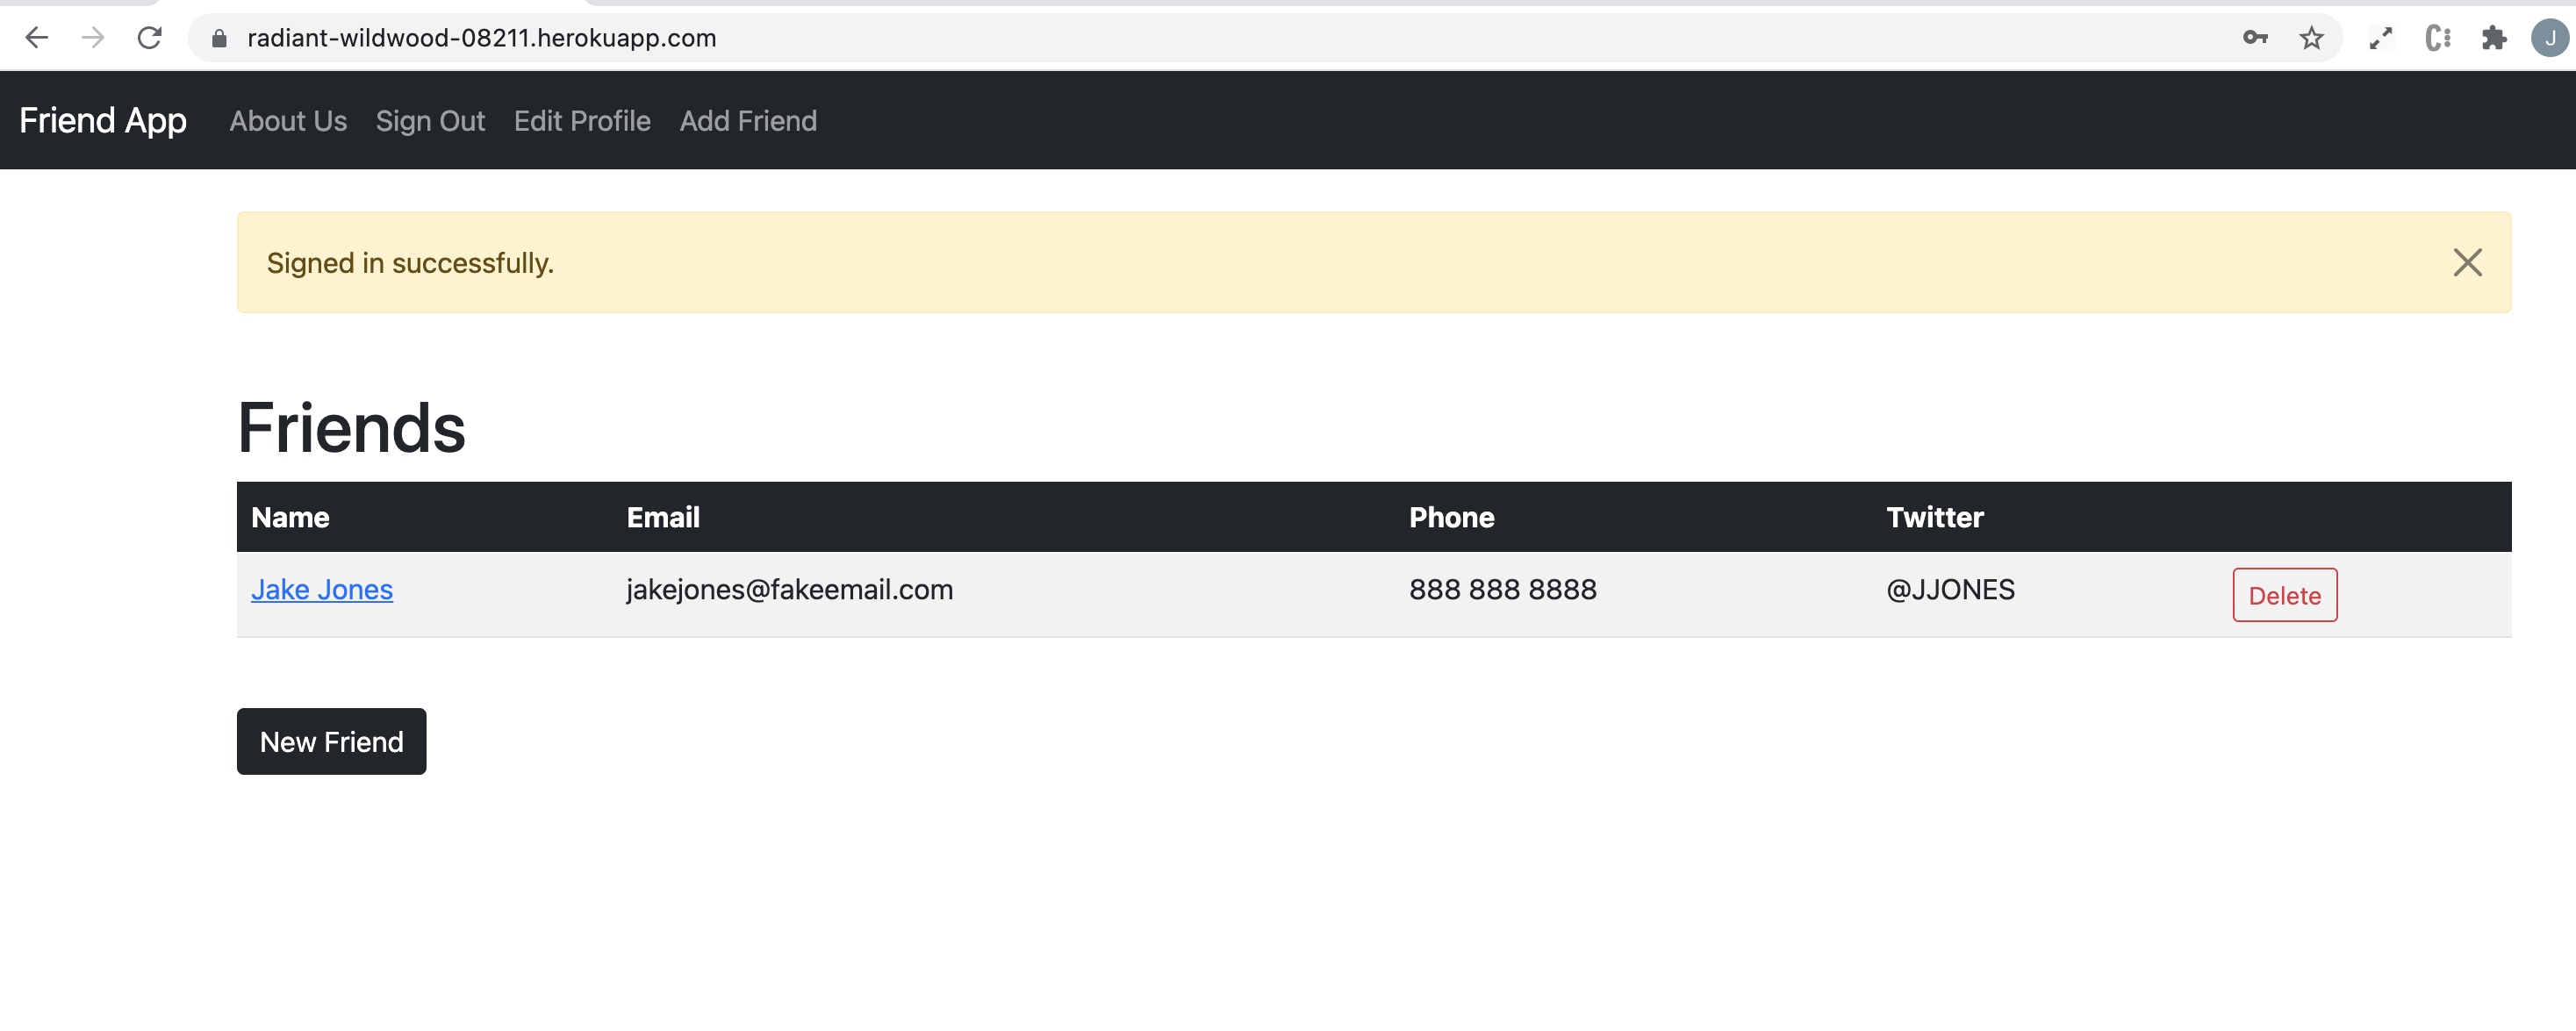 radiant-wildwood-08211.herokuapp.com
J
Friend App About Us Sign Out Edit Profile Add Friend
Signed in successfully.
Friends
Name Email Phone Twitter
Jake Jones jakejones@fakeemail.com 888 888 8888 @JJONES Delete
New Friend